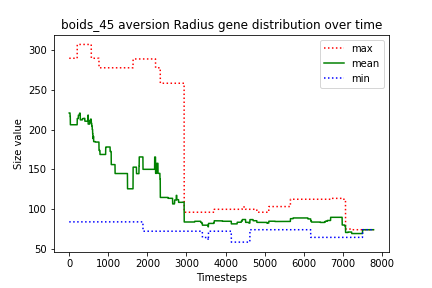 boids_45 aversion Radius gene distribution over time
max
mean
min
Size value
300
250
200
150
100
50
0 1000 2000 3000 4000 5000 6000 7000 8000
Timesteps